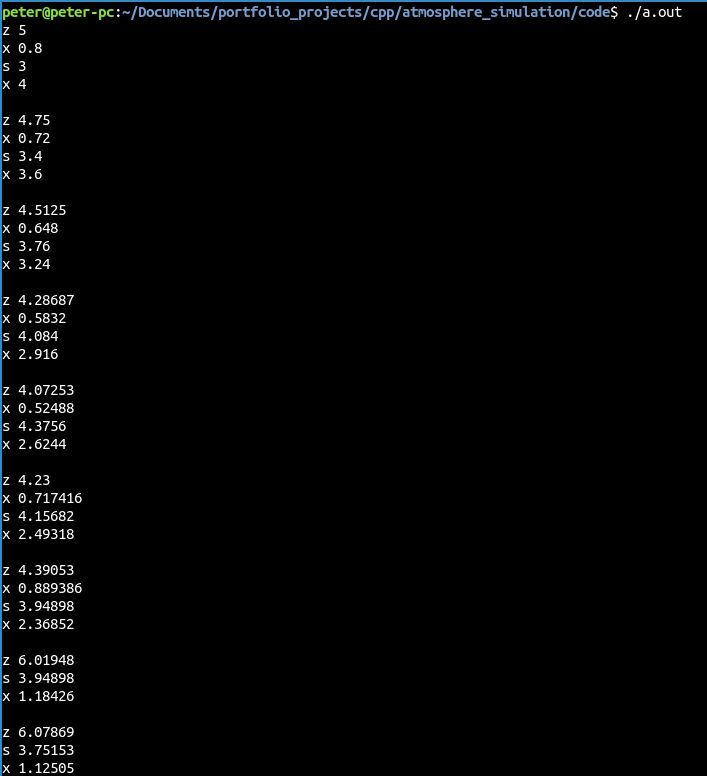 peter@peter-pc:~/Documents/portfolio_projects/cpp/atmosphere_simulation/code$ ./a.out
z 5
x 0.8
s 3
x 4

z 4.75
x 0.72
s 3.4
x 3.6

z 4.5125
x 0.648
s 3.76
x 3.24

z 4.28687
x 0.5832
s 4.084
x 2.916

z 4.07253
x 0.52488
s 4.3756
x 2.6244

z 4.23
x 0.717416
s 4.15682
x 2.49318

z 4.39053
x 0.889386
s 3.94898
x 2.36852

z 6.01948
s 3.94898
x 1.18426

z 6.07869
s 3.75153
x 1.12505